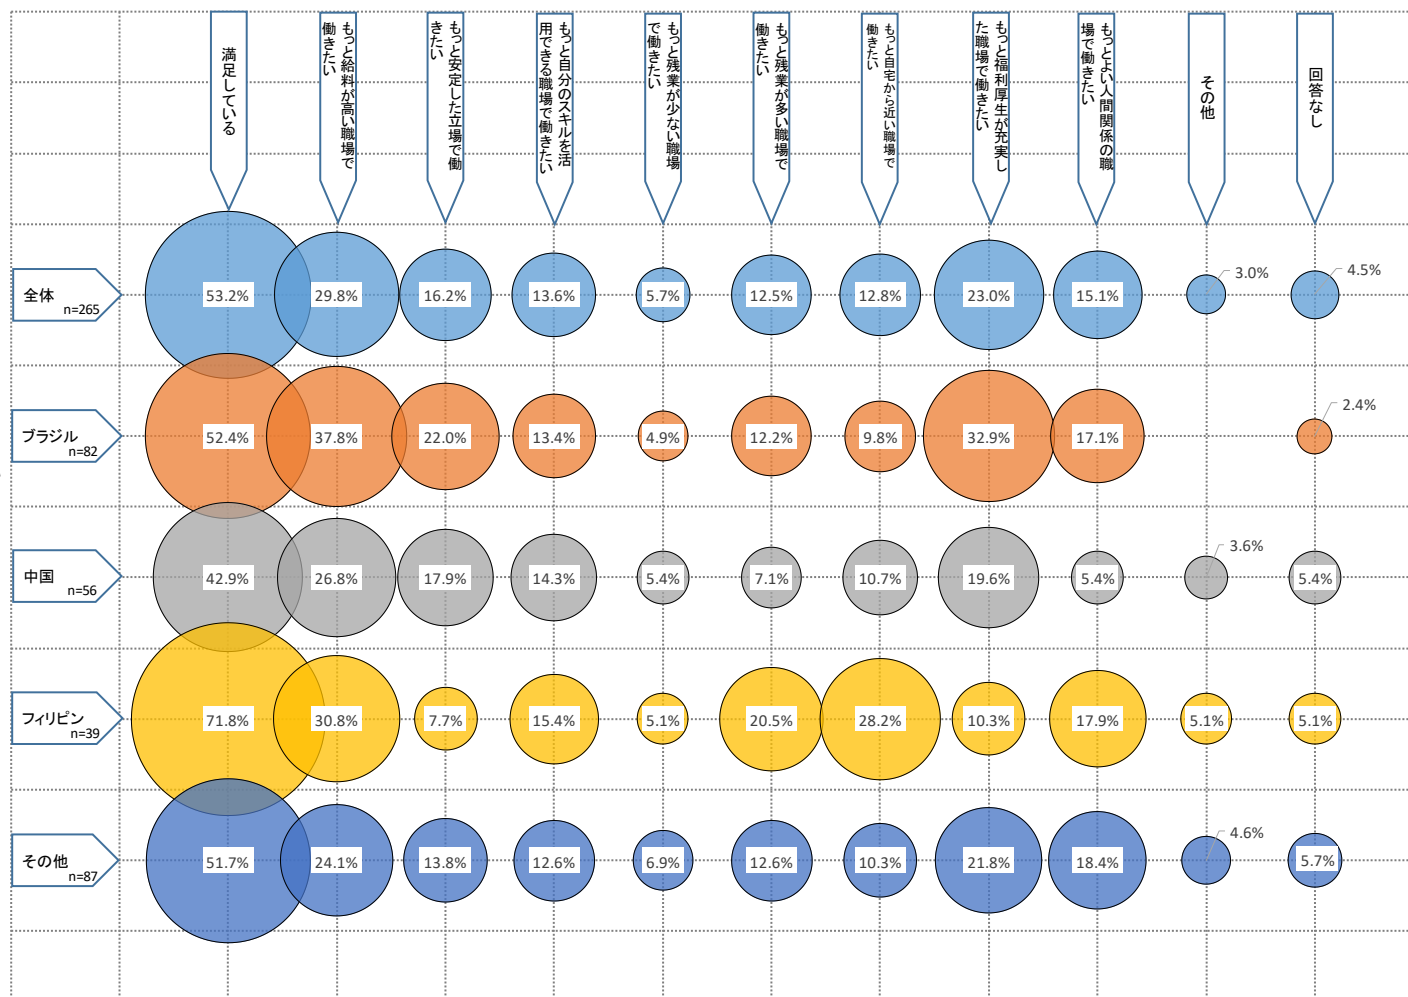 満足している
もっと給料が高い職場で
働きたい
もっと安定した立場で働
きたい
もっと自分のスキルを活
用できる職場で働きたい
もっと残業が少ない職場
で働きたい
もっと残業が多い職場で
働きたい
もっと自宅から近い職場で
働きたい
もっと福利厚生が充実し
た職場で働きたい
もっとよい人間関係の職
場で働きたい
その他
回答なし
全体
n=265
53.2% 29.8% 16.2% 13.6% 5.7% 12.5% 12.8% 23.0% 15.1% 3.0% 4.5%
ブラジル
n=82
52.4% 37.8% 22.0% 13.4% 4.9% 12.2% 9.8% 32.9% 17.1% 2.4%
中国
n=56
42.9% 26.8% 17.9% 14.3% 5.4% 7.1% 10.7% 19.6% 5.4% 3.6% 5.4%
フィリピン
n=39
71.8% 30.8% 7.7% 15.4% 5.1% 20.5% 28.2% 10.3% 17.9% 5.1% 5.1%
その他
n=87
51.7% 24.1% 13.8% 12.6% 6.9% 12.6% 10.3% 21.8% 18.4% 4.6% 5.7%